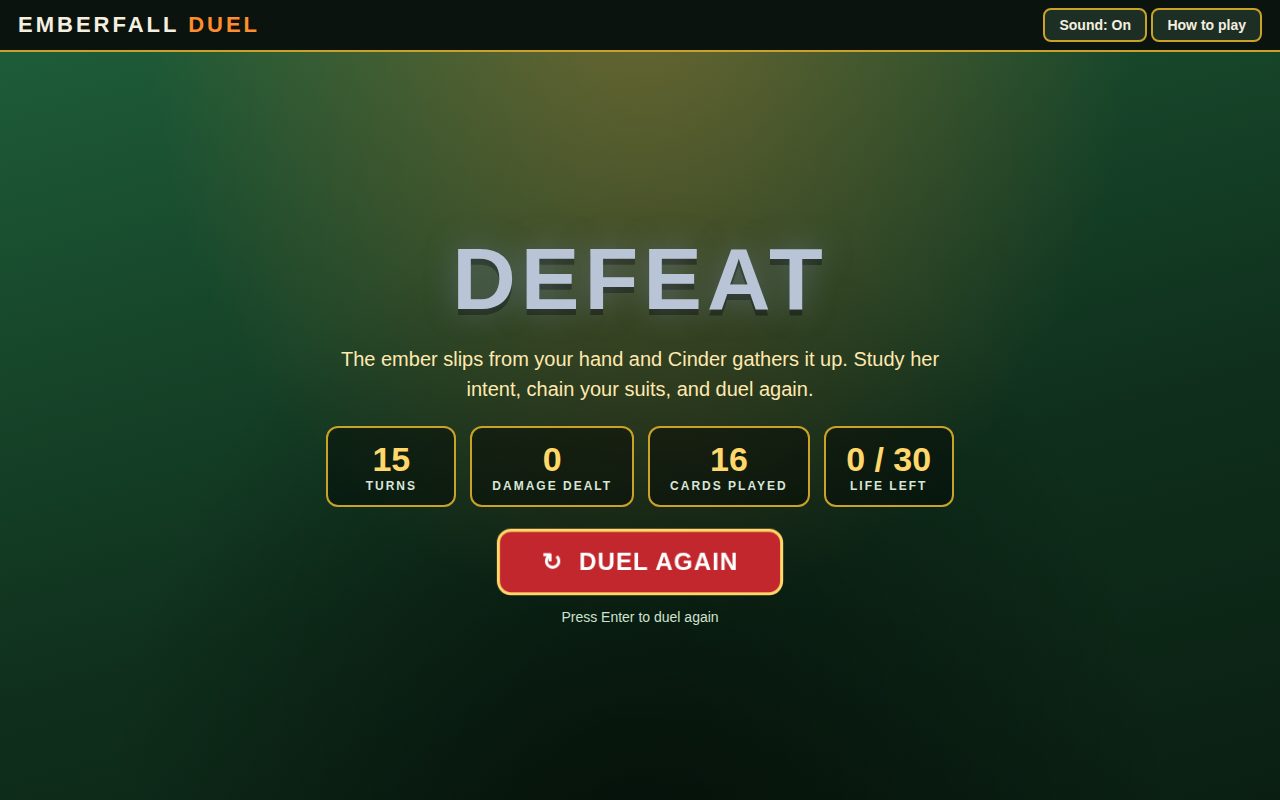 EMBERFALL DUEL
Sound: On
How to play
DEFEAT
The ember slips from your hand and Cinder gathers it up. Study her
intent, chain your suits, and duel again.
15
TURNS
0
DAMAGE DEALT
16
CARDS PLAYED
0 / 30
LIFE LEFT
↻ DUEL AGAIN
Press Enter to duel again